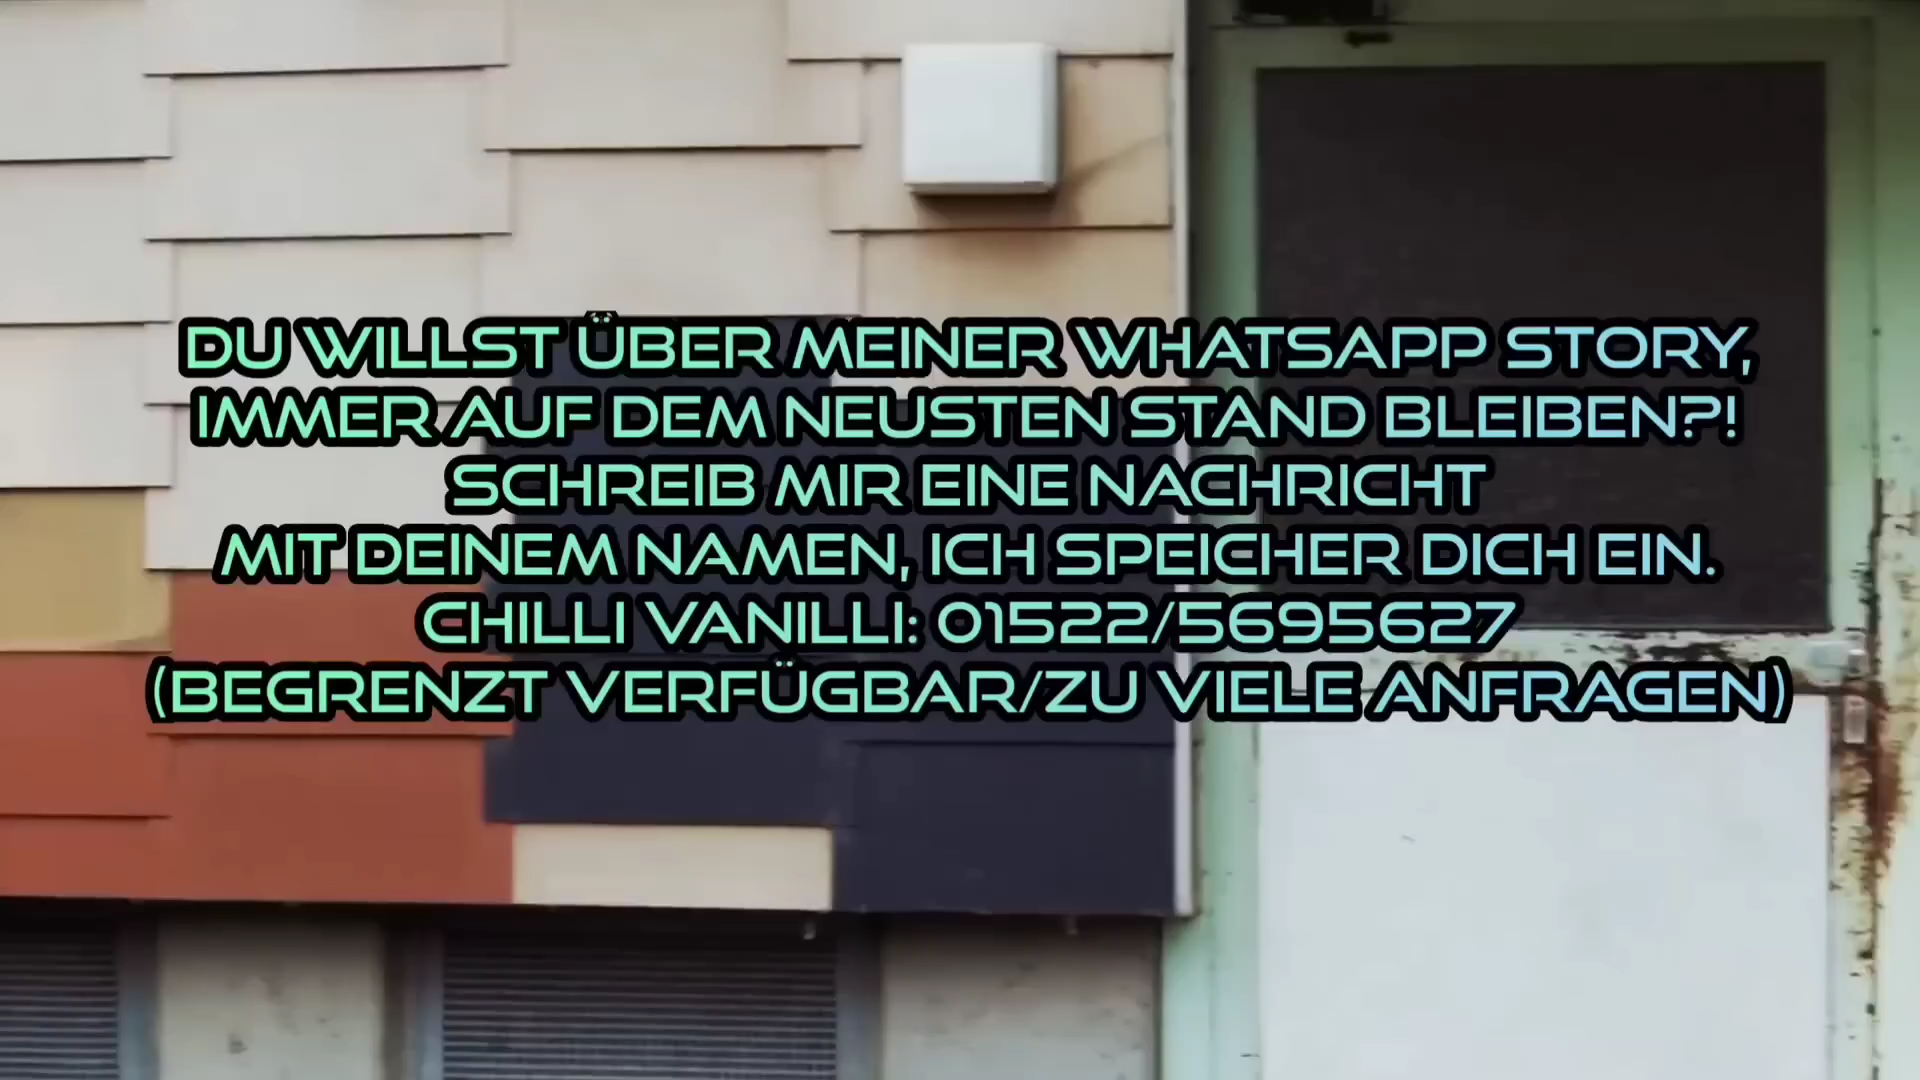 DU WILLST ÜBER MEINER WHATSAPP STORY,
IMMER AUF DEM NEUSTEN STAND BLEIBEN?!
SCHREIB MIR EINE NACHRICHT
MIT DEINEM NAMEN, ICH SPEICHER DICH EIN.
CHILLI VANILLI: 01522/5695627
(BEGRENZT VERFÜGBAR/ZU VIELE ANFRAGEN)